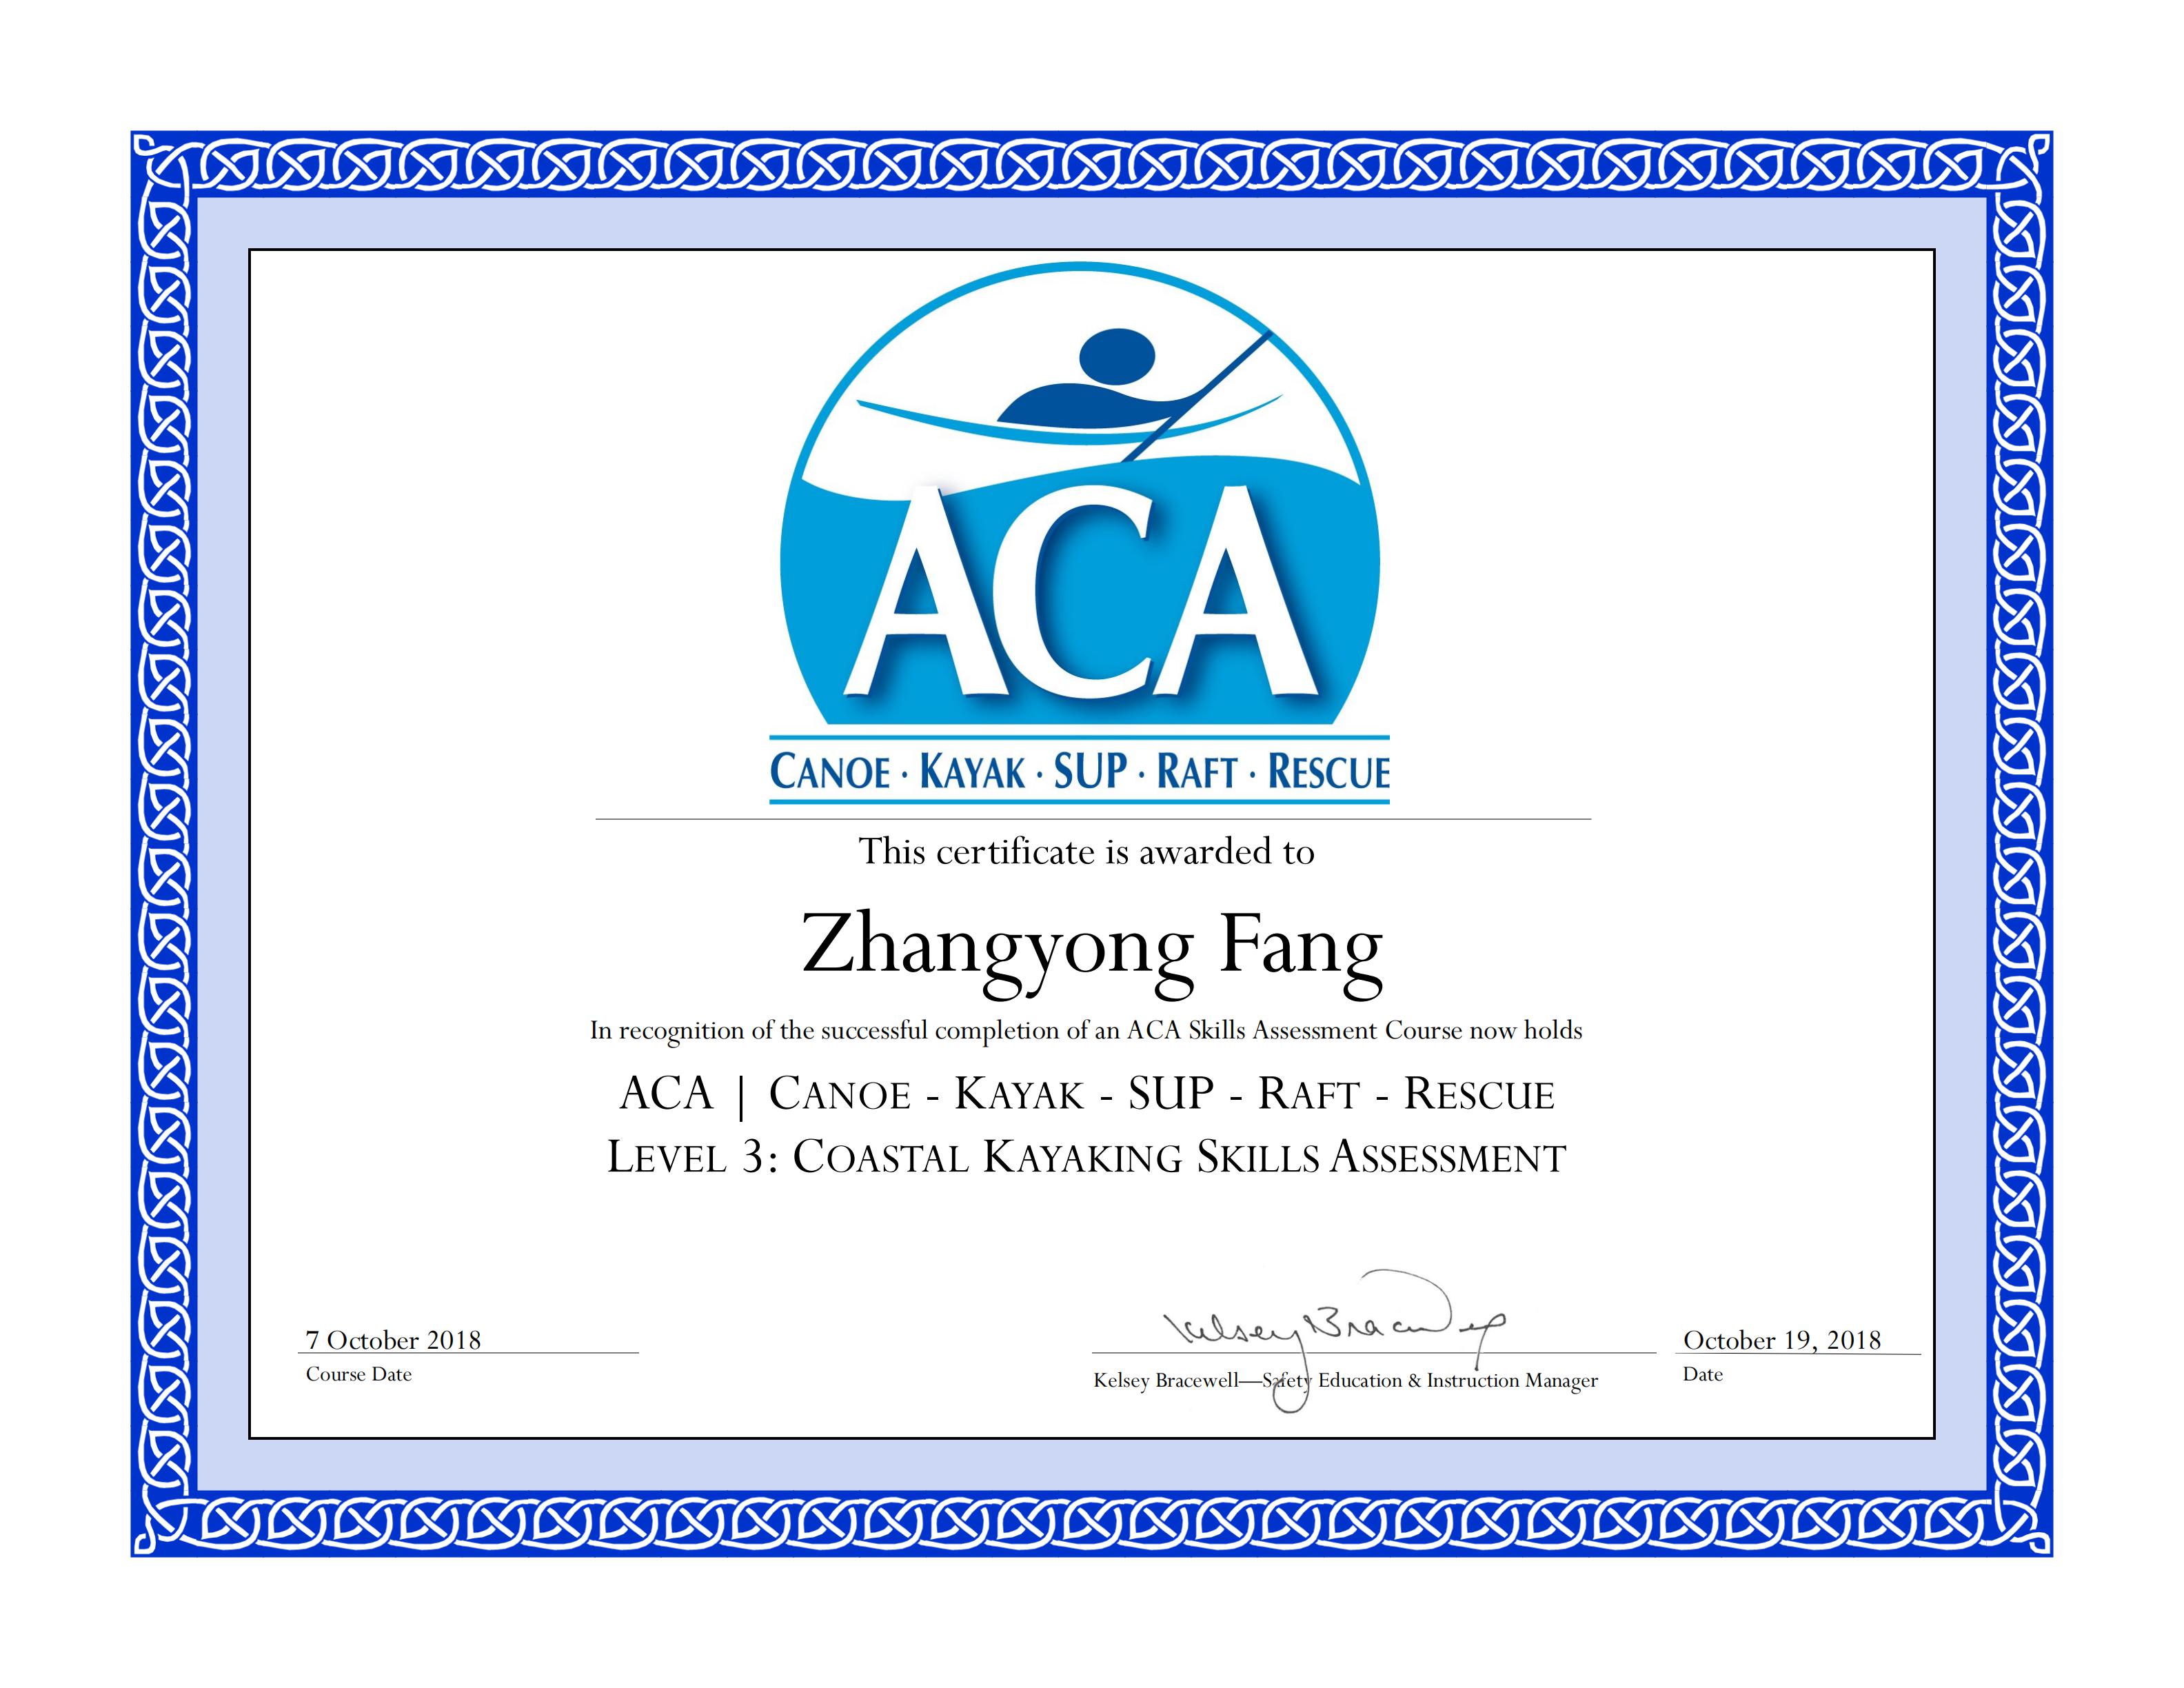 ACA
CANOE · KAYAK · SUP · RAFT · RESCUE
This certificate is awarded to
Zhangyong Fang
In recognition of the successful completion of an ACA Skills Assessment Course now holds
ACA | CANOE - KAYAK - SUP - RAFT - RESCUE
LEVEL 3: COASTAL KAYAKING SKILLS ASSESSMENT
7 October 2018
Course Date
Kelsey Bracewell
Kelsey Bracewell—Safety Education & Instruction Manager
October 19, 2018
Date